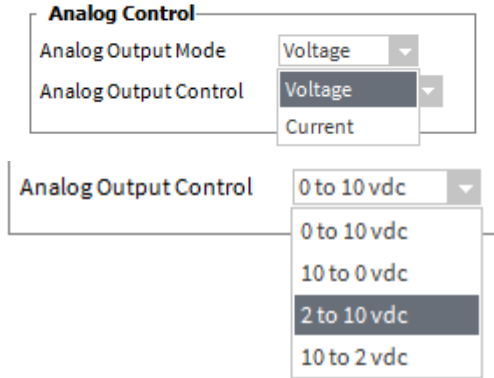 Analog Control
Analog Output Mode Voltage
Analog Output Control Voltage
Current
Analog Output Control 0 to 10 vdc
0 to 10 vdc
10 to 0 vdc
2 to 10 vdc
10 to 2 vdc